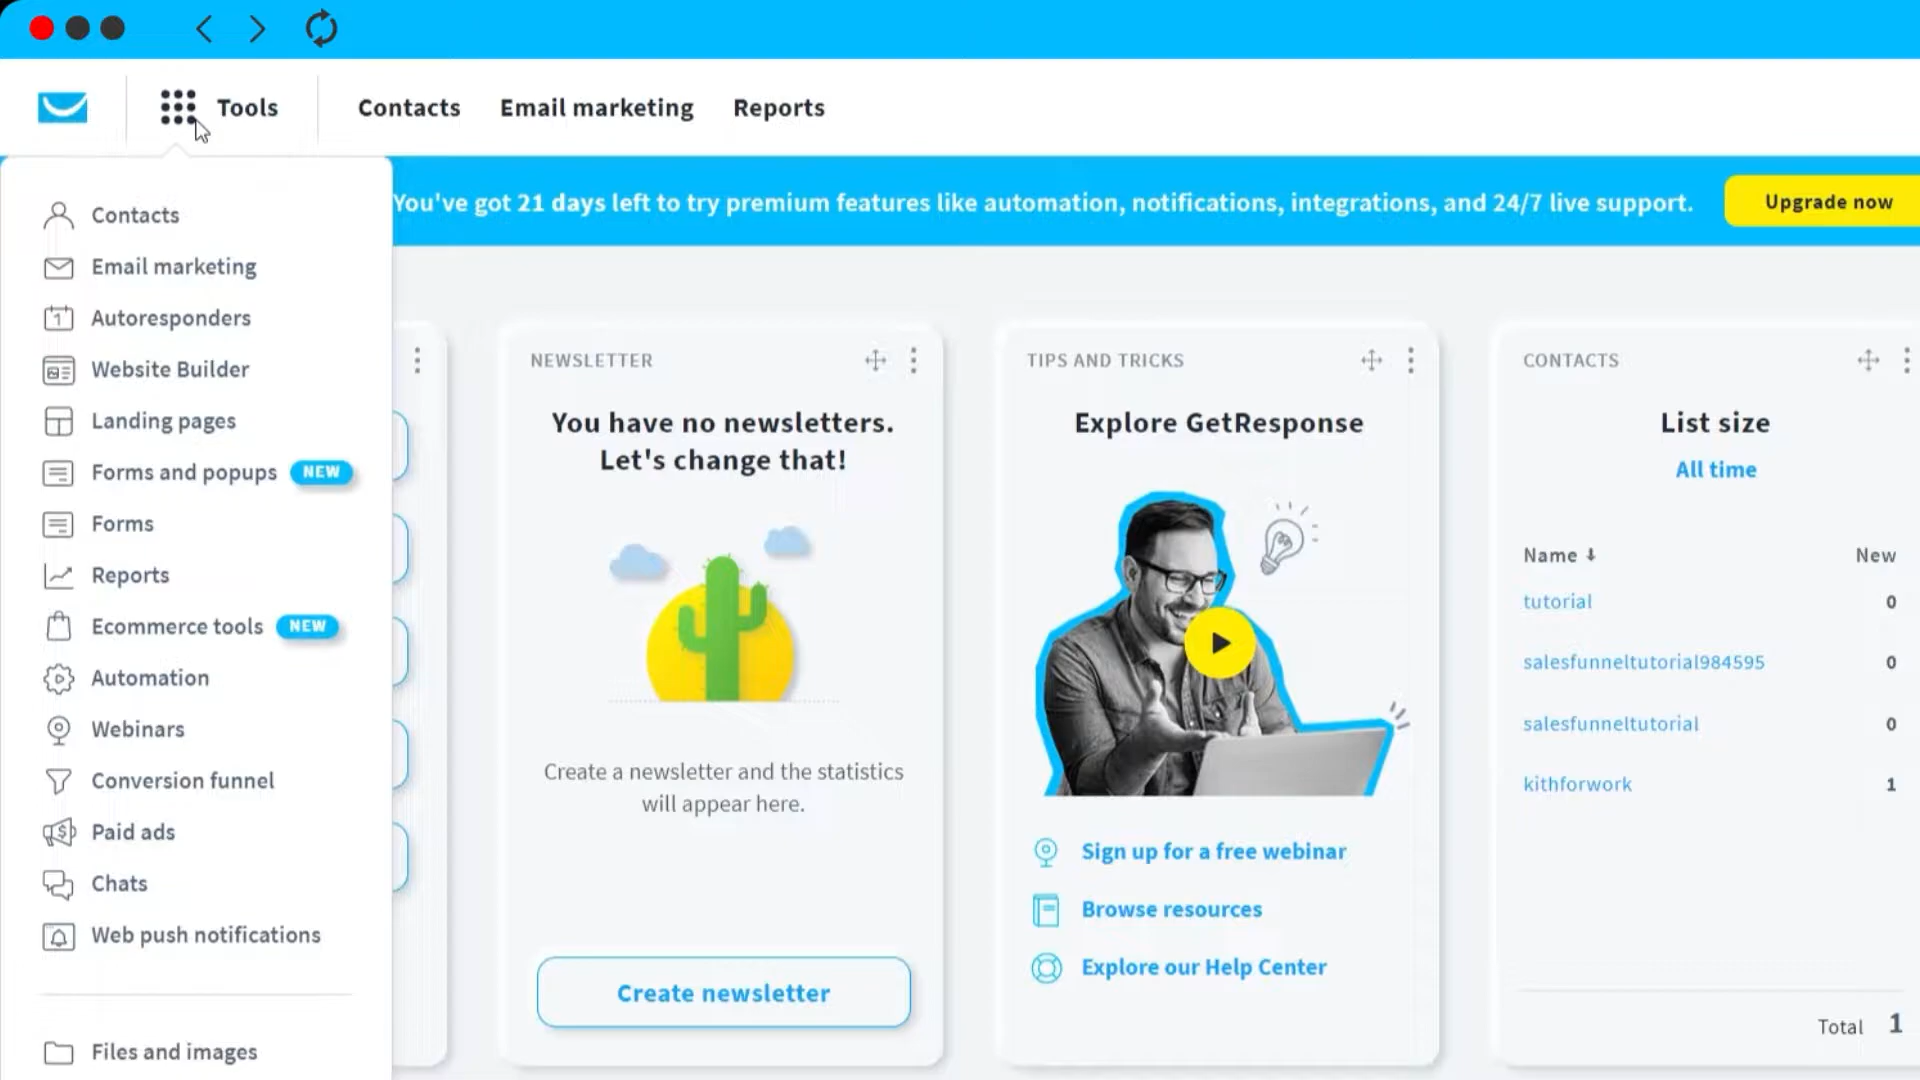 Tools
Contacts
Email marketing
Reports
You've got 21 days left to try premium features like automation, notifications, integrations, and 24/7 live support.
Upgrade now
Contacts
Email marketing
1
Autoresponders
Website Builder
Landing pages
Forms and popups NEW
Forms
Reports
Ecommerce tools NEW
Automation
Webinars
Conversion funnel
Paid ads
Chats
Web push notifications
Files and images
NEWSLETTER
You have no newsletters.
Let's change that!
Create a newsletter and the statistics
will appear here.
Create newsletter
TIPS AND TRICKS
Explore GetResponse
Sign up for a free webinar
Browse resources
Explore our Help Center
CONTACTS
List size
All time
Name New
tutorial 0
salesfunneltutorial984595 0
salesfunneltutorial 0
kithforwork 1
Total 1